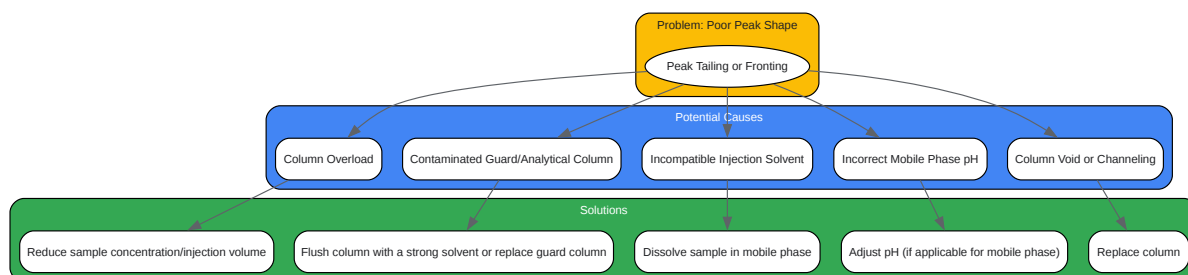 Problem: Poor Peak Shape
Peak Tailing or Fronting
Potential Causes
Column Overload
Contaminated Guard/Analytical Column
Incompatible Injection Solvent
Incorrect Mobile Phase pH
Column Void or Channeling
Solutions
Reduce sample concentration/injection volume
Flush column with a strong solvent or replace guard column
Dissolve sample in mobile phase
Adjust pH (if applicable for mobile phase)
Replace column